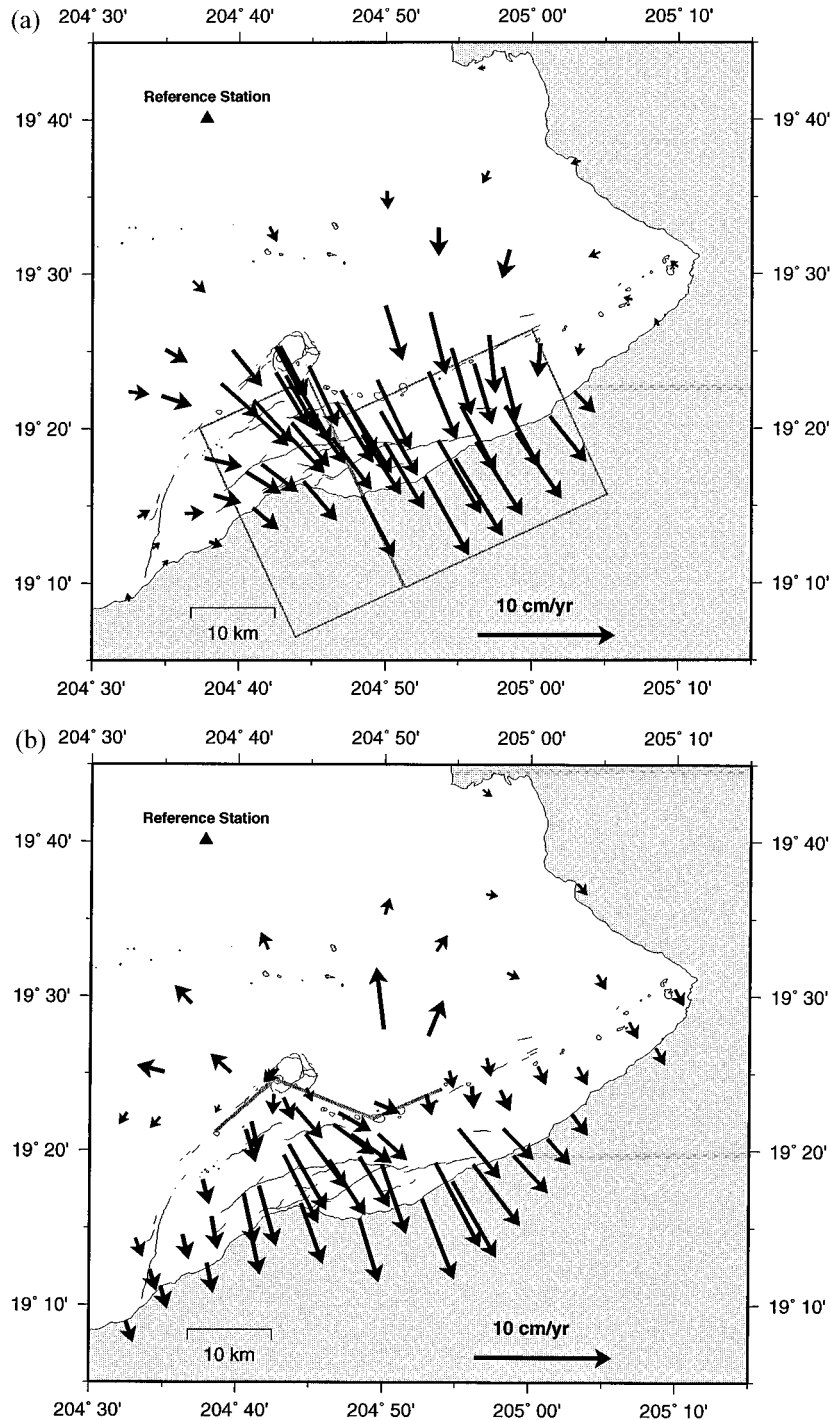 (a) 204° 30' 204° 40' 204° 50' 205° 00' 205° 10'
Reference Station
19° 40' 19° 40'
19° 30' 19° 30'
19° 20' 19° 20'
19° 10' 19° 10'
10 cm/yr
10 km
204° 30' 204° 40' 204° 50' 205° 00' 205° 10'
(b) 204° 30' 204° 40' 204° 50' 205° 00' 205° 10'
Reference Station
19° 40' 19° 40'
19° 30' 19° 30'
19° 20' 19° 20'
19° 10' 19° 10'
10 cm/yr
10 km
204° 30' 204° 40' 204° 50' 205° 00' 205° 10'